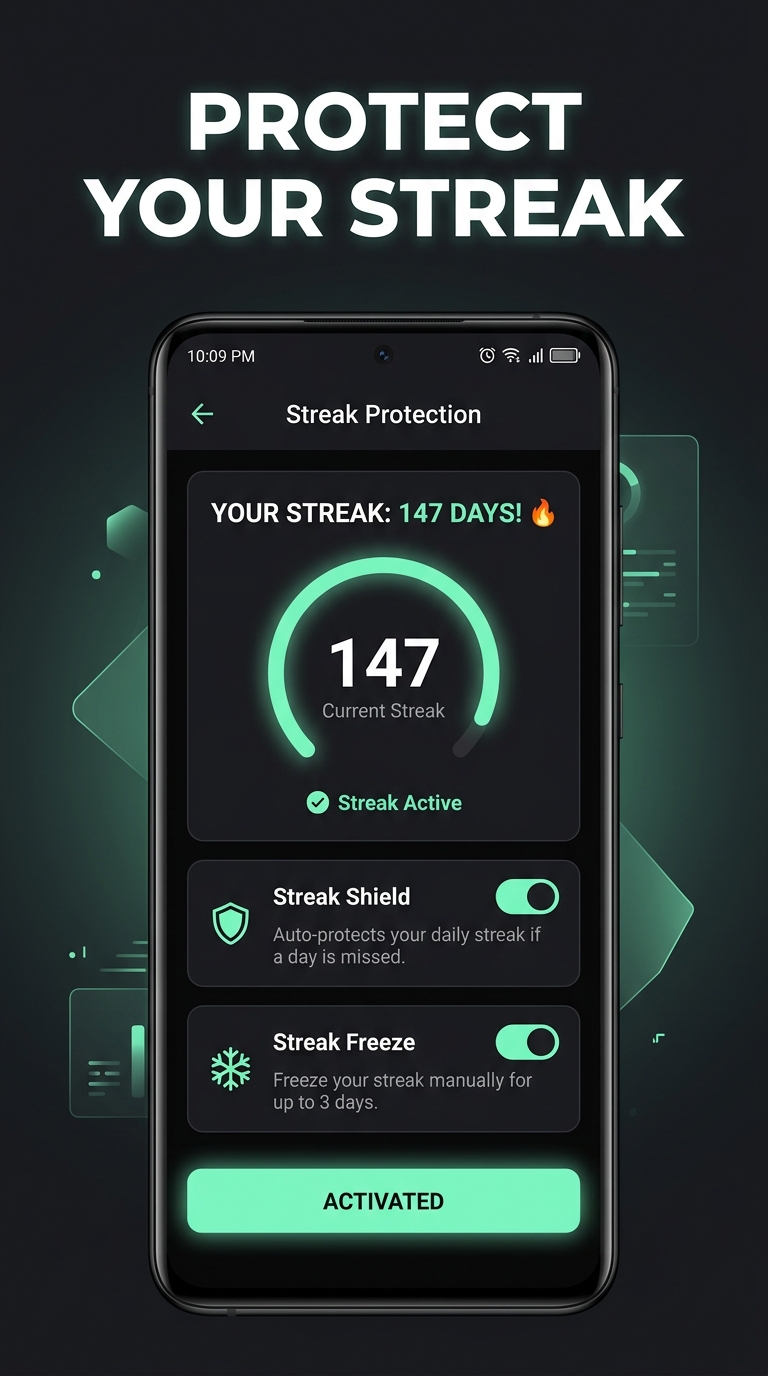 PROTECT
YOUR STREAK
10:09 PM
Streak Protection
YOUR STREAK: 147 DAYS! 🔥
147
Current Streak
Streak Active
Streak Shield
Auto-protects your daily streak if
a day is missed.
Streak Freeze
Freeze your streak manually for
up to 3 days.
ACTIVATED